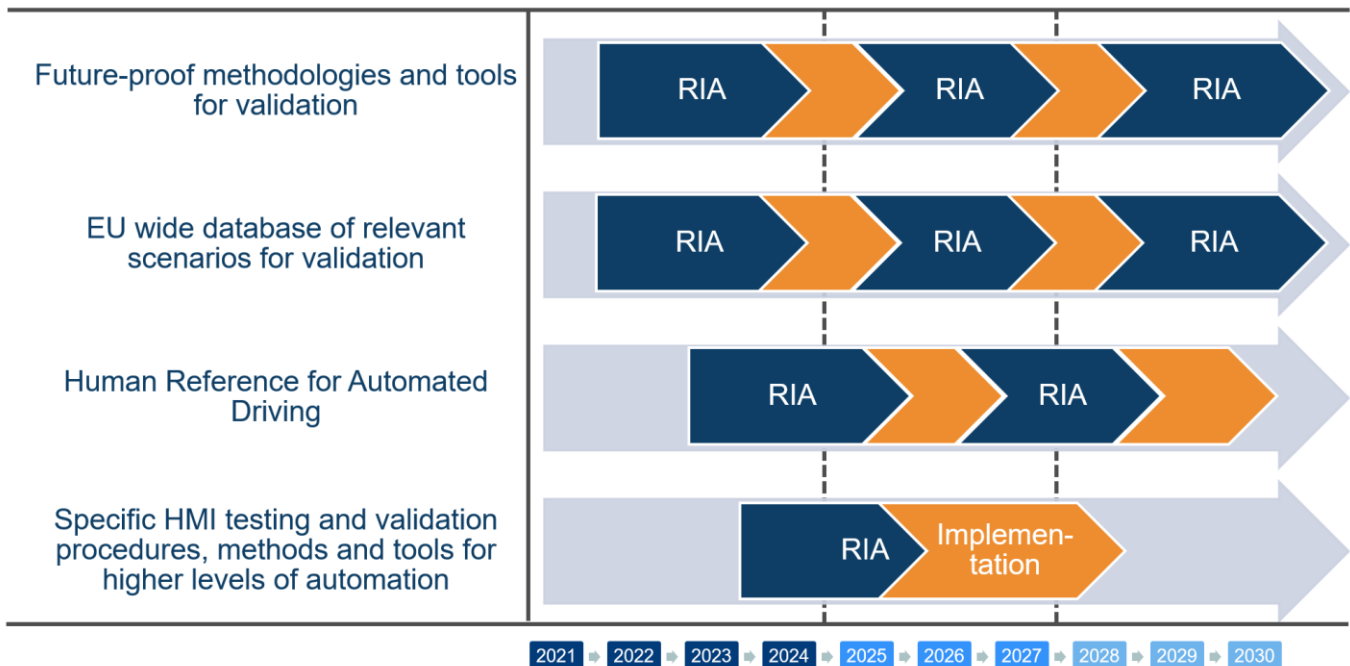 Future-proof methodologies and tools
for validation
RIA
RIA
RIA
EU wide database of relevant
scenarios for validation
RIA
RIA
RIA
Human Reference for Automated
Driving
RIA
RIA
Specific HMI testing and validation
procedures, methods and tools for
higher levels of automation
RIA
Implemen-
tation
2021 2022 2023 2024 2025 2026 2027 2028 2029 2030